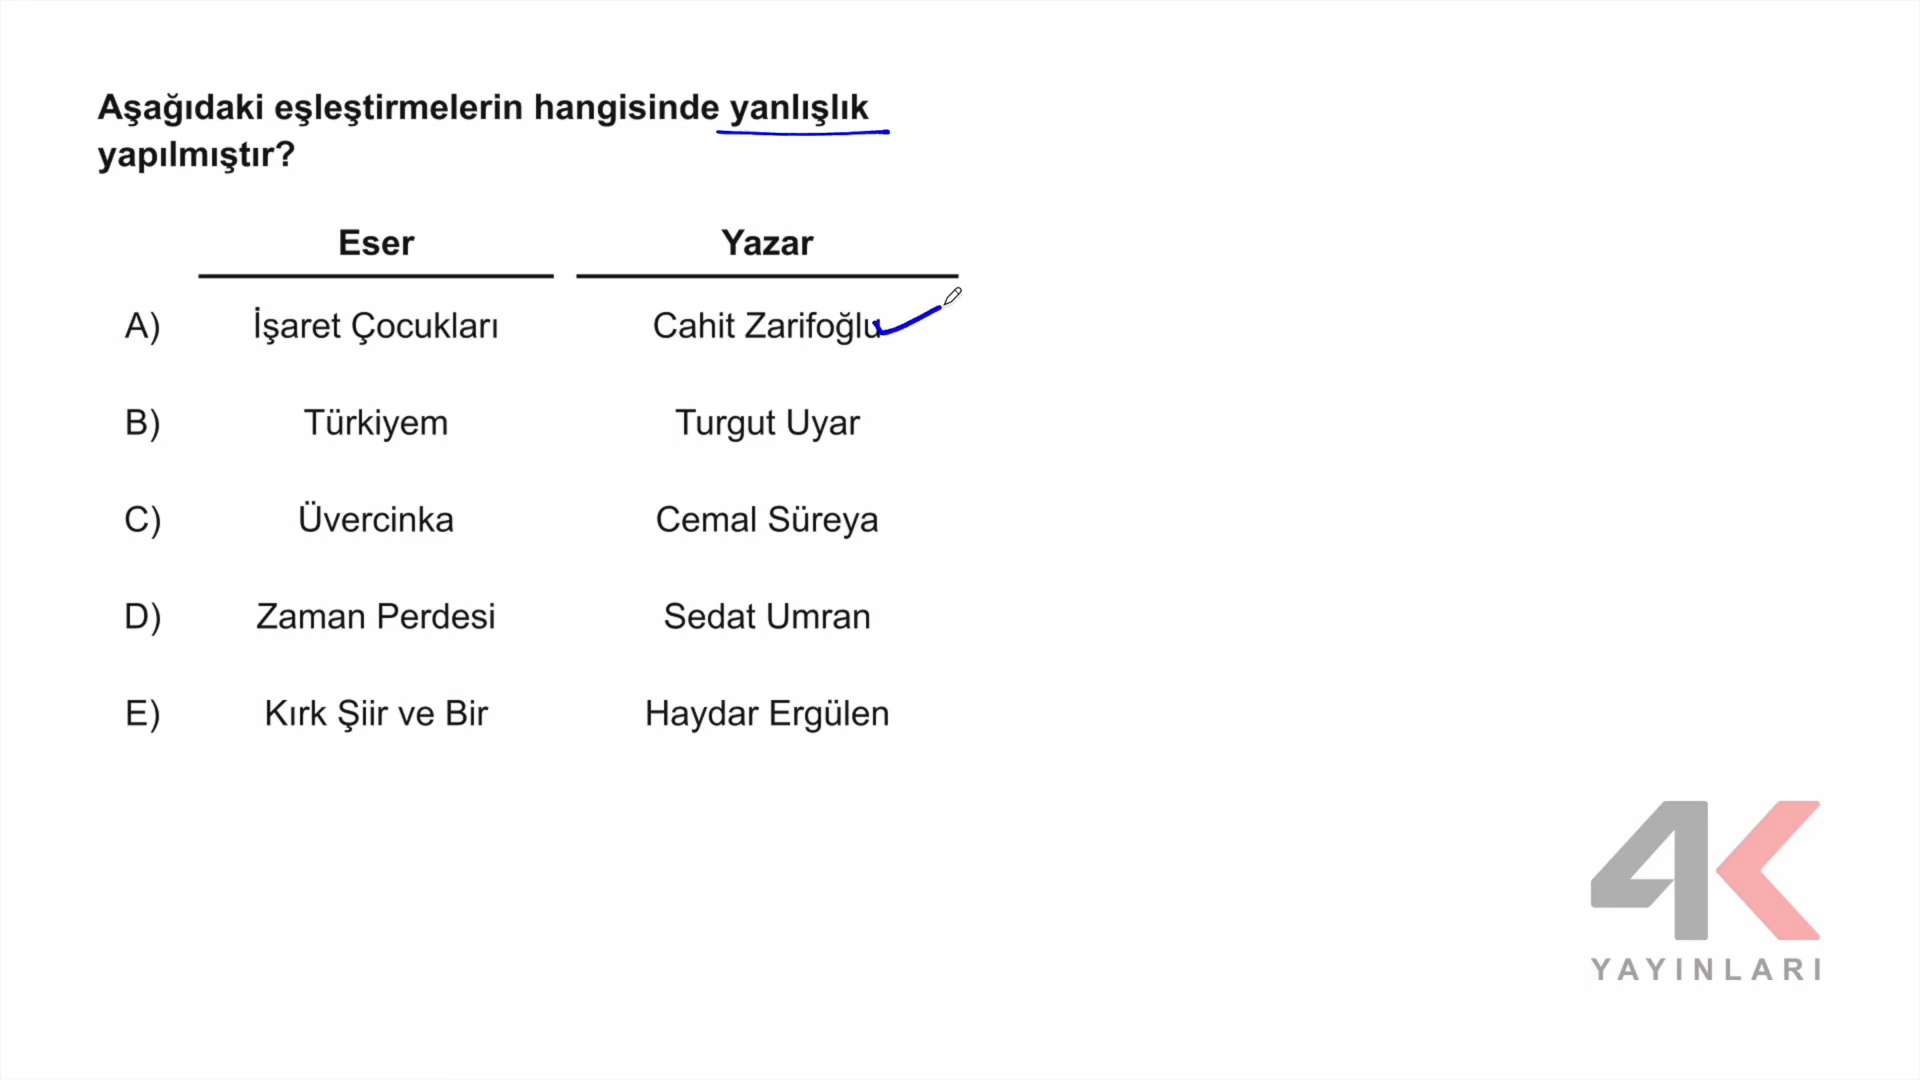 Aşağıdaki eşleştirmelerin hangisinde yanlışlık
yapılmıştır?
Eser Yazar
A) İşaret Çocukları Cahit Zarifoğlu
B) Türkiyem Turgut Uyar
C) Üvercinka Cemal Süreya
D) Zaman Perdesi Sedat Umran
E) Kırk Şiir ve Bir Haydar Ergülen
4K
YAYINLARI